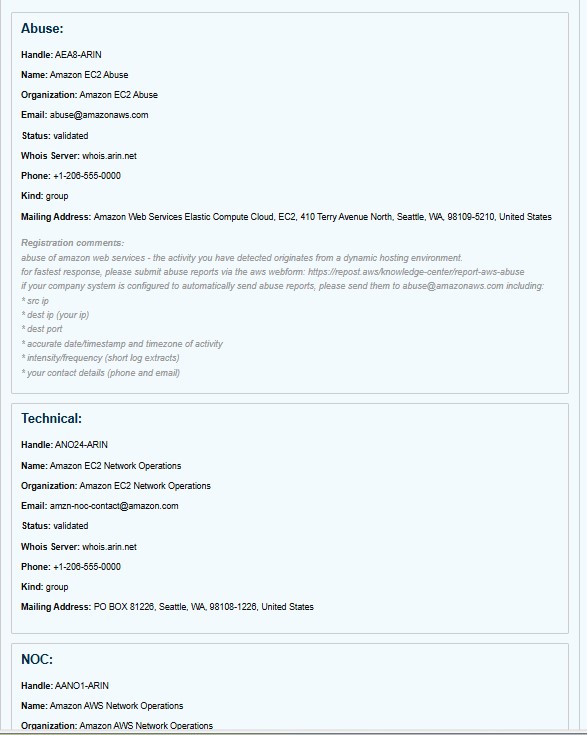 Abuse:
Handle: AEA8-ARIN
Name: Amazon EC2 Abuse
Organization: Amazon EC2 Abuse
Email: abuse@amazonaws.com
Status: validated
Whois Server: whois.arin.net
Phone: +1-206-555-0000
Kind: group
Mailing Address: Amazon Web Services Elastic Compute Cloud, EC2, 410 Terry Avenue North, Seattle, WA, 98109-5210, United States
Registration comments:
abuse of amazon web services - the activity you have detected originates from a dynamic hosting environment.
for fastest response, please submit abuse reports via the aws webform: https://repost.aws/knowledge-center/report-aws-abuse
if your company system is configured to automatically send abuse reports, please send them to abuse@amazonaws.com including:
* src ip
* dest ip (your ip)
* dest port
* accurate date/timestamp and timezone of activity
* intensity/frequency (short log extracts)
* your contact details (phone and email)
Technical:
Handle: ANO24-ARIN
Name: Amazon EC2 Network Operations
Organization: Amazon EC2 Network Operations
Email: amzn-noc-contact@amazon.com
Status: validated
Whois Server: whois.arin.net
Phone: +1-206-555-0000
Kind: group
Mailing Address: PO BOX 81226, Seattle, WA, 98108-1226, United States
NOC:
Handle: AANO1-ARIN
Name: Amazon AWS Network Operations
Organization: Amazon AWS Network Operations